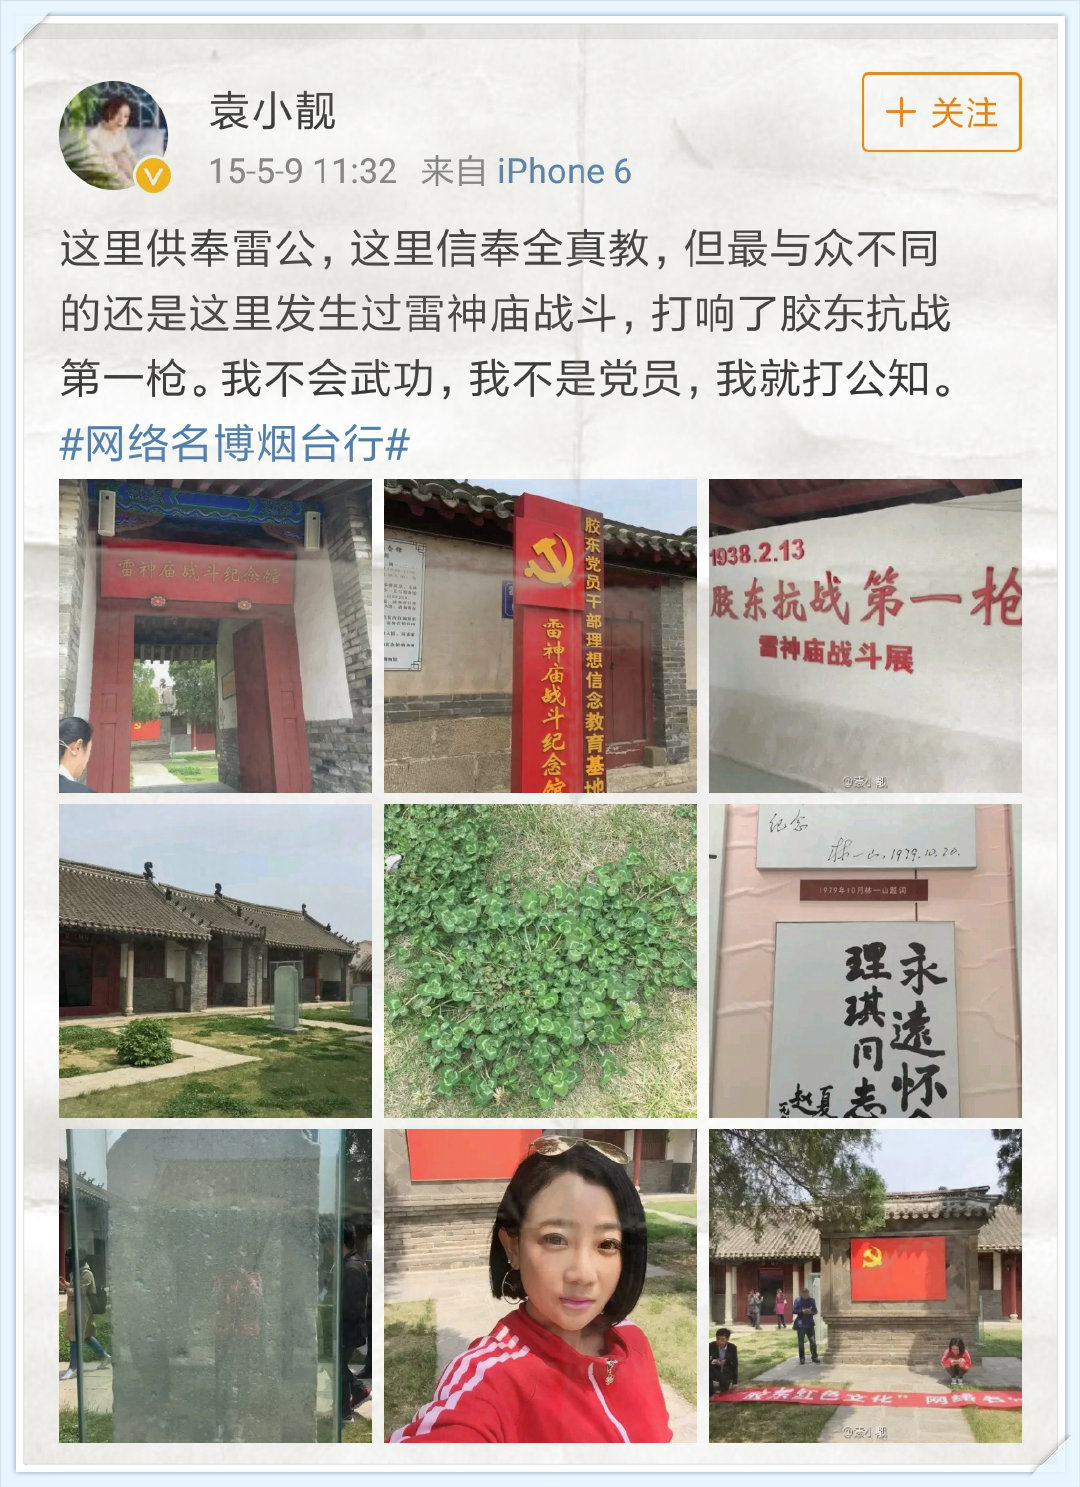 袁小靓
+ 关注
15-5-9 11:32 来自 iPhone 6
这里供奉雷公，这里信奉全真教，但最与众不同
的还是这里发生过雷神庙战斗，打响了胶东抗战
第一枪。我不会武功，我不是党员，我就打公知。
#网络名博烟台行#
雷神庙战斗纪念馆
胶东党员干部理想信念教育基地
雷神庙战斗纪念馆
1938.2.13
胶东抗战第一枪
雷神庙战斗展
@袁小靓
纪念
林一山.1979.10.20.
1979年10月林一山题词
永遠怀
理琪同志
赵夏
胶东红色文化”网络名
@袁小靓